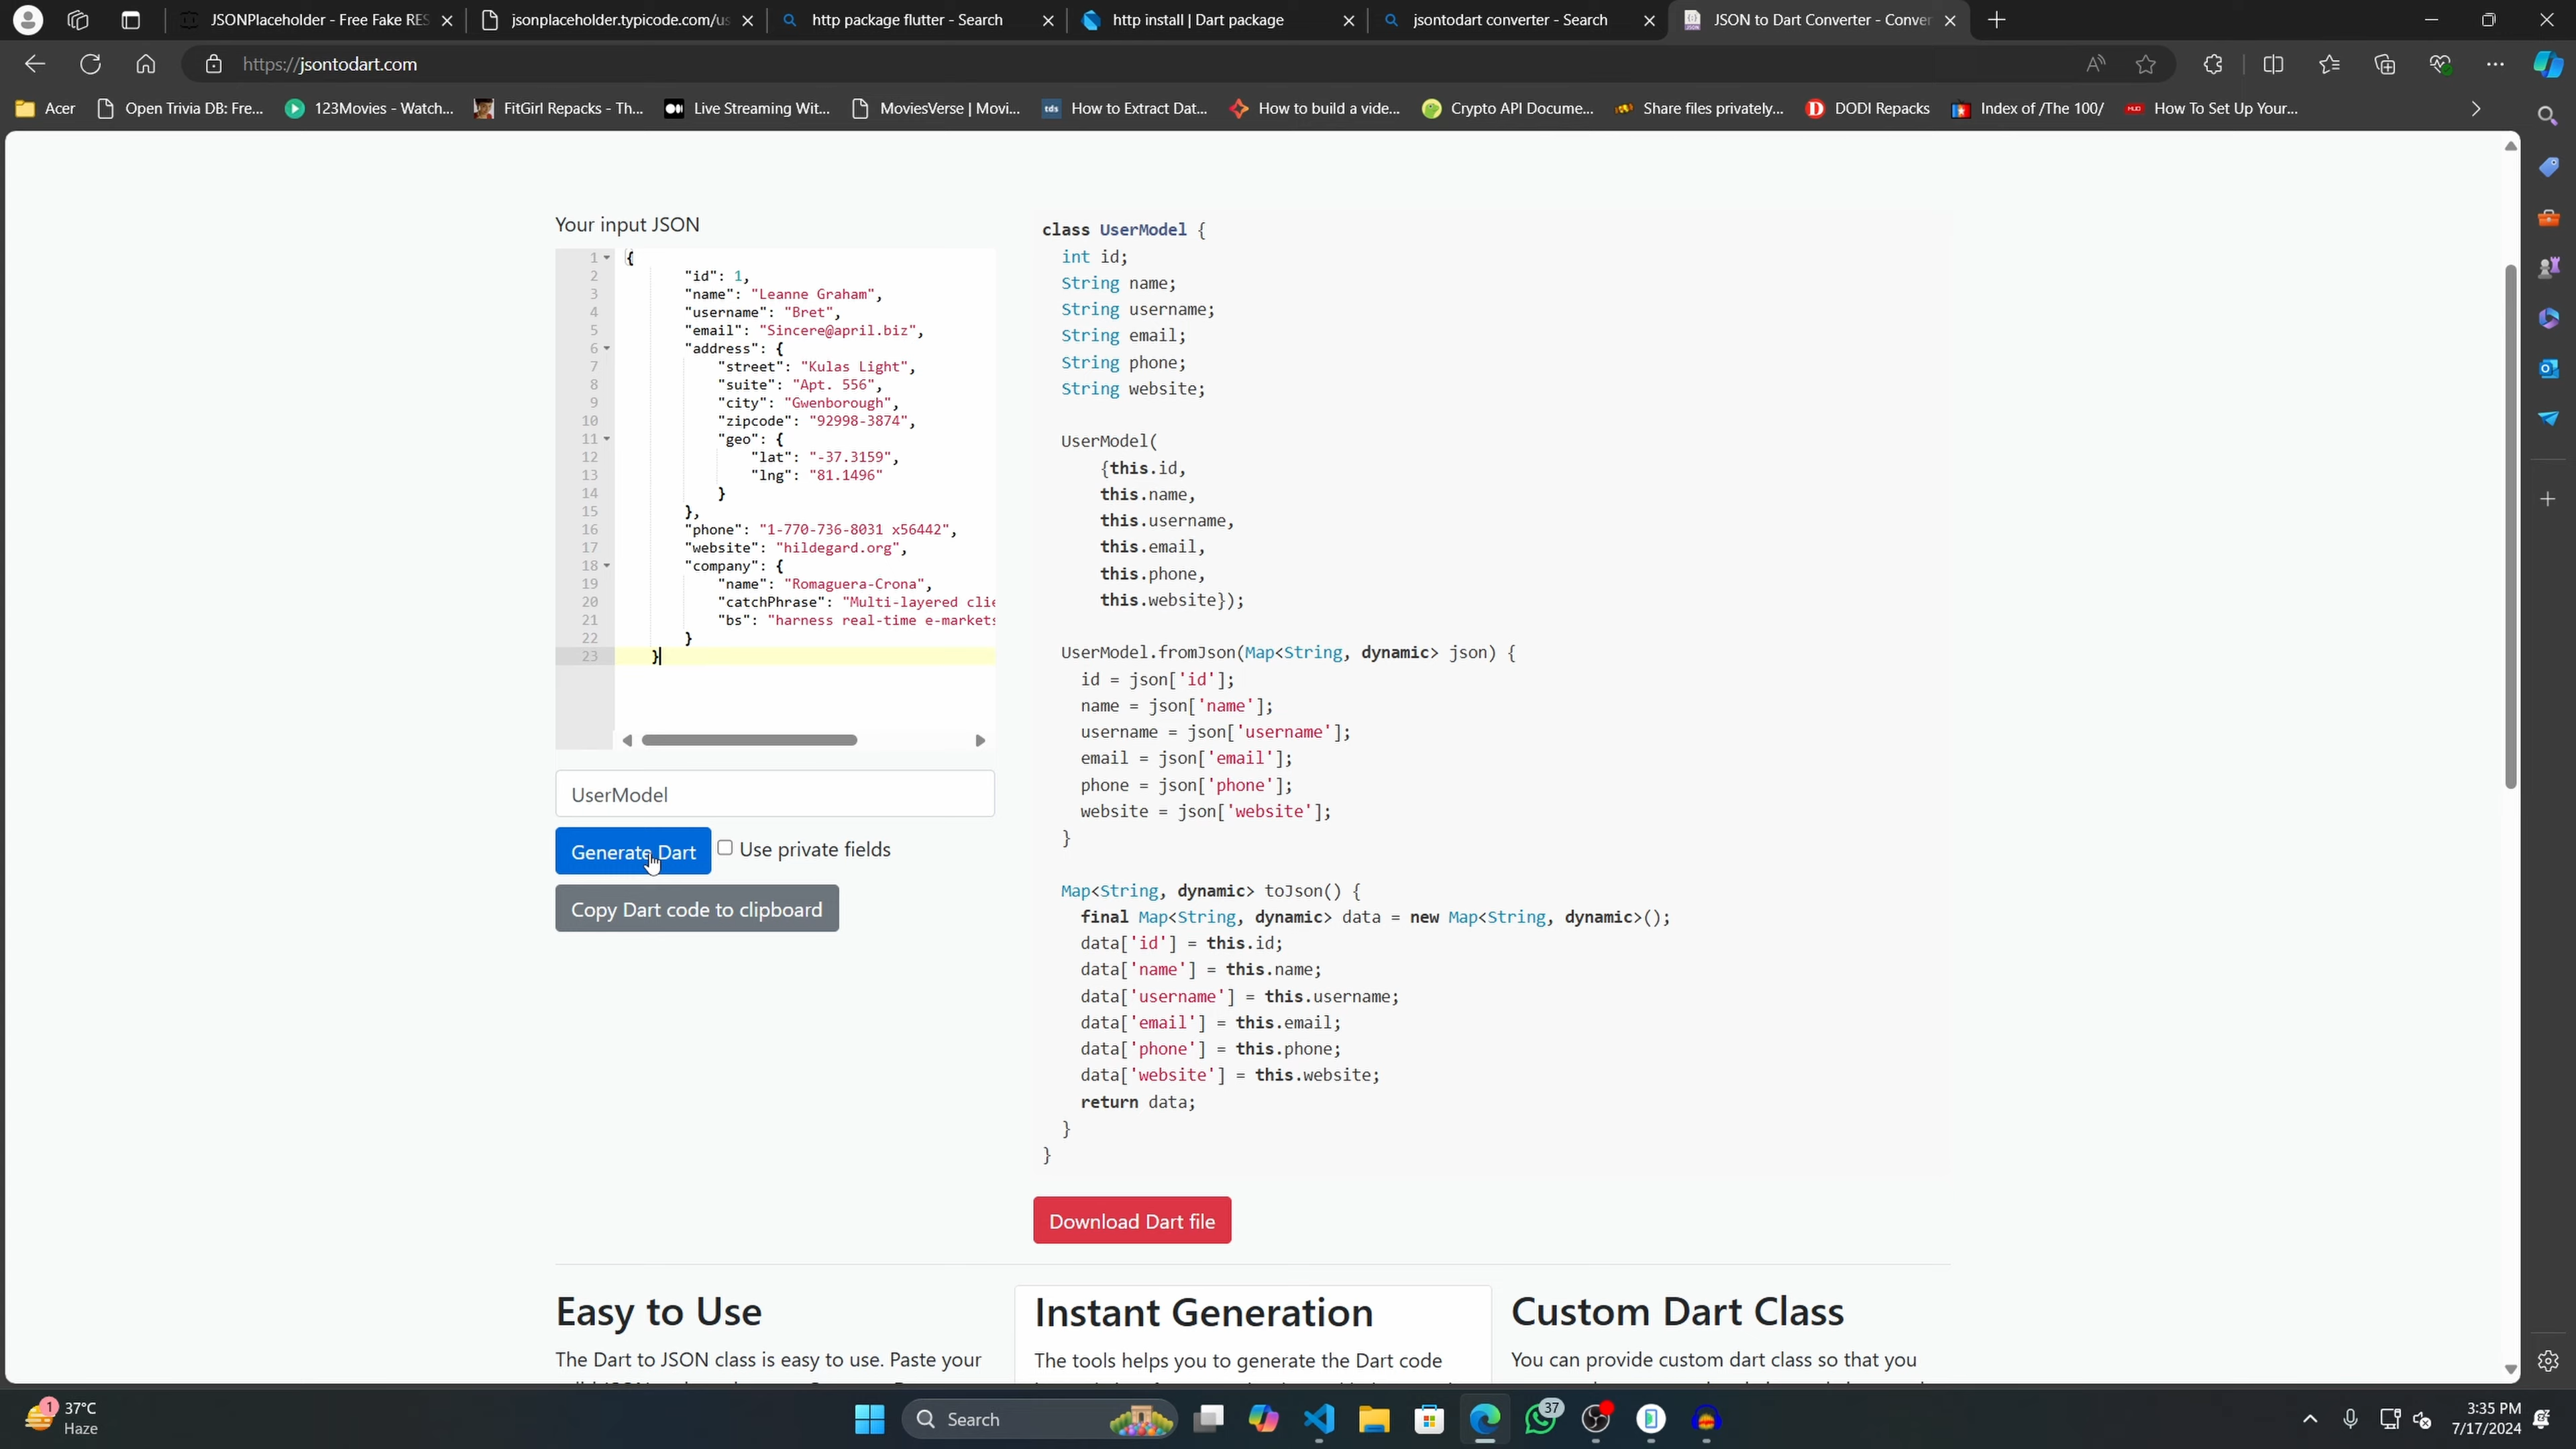 JSONPlaceholder - Free Fake RES
jsonplaceholder.typicode.com/us
http package flutter - Search
http install | Dart package
jsontodart converter - Search
JSON to Dart Converter - Conver
https://jsontodart.com
Acer
Open Trivia DB: Fre...
123Movies - Watch...
FitGirl Repacks - Th...
Live Streaming Wit...
MoviesVerse | Movi...
How to Extract Dat...
How to build a vide...
Crypto API Docume...
Share files privately...
DODI Repacks
Index of /The 100/
How To Set Up Your...
Your input JSON
1 {
2 "id": 1,
3 "name": "Leanne Graham",
4 "username": "Bret",
5 "email": "Sincere@april.biz",
6 "address": {
7 "street": "Kulas Light",
8 "suite": "Apt. 556",
9 "city": "Gwenborough",
10 "zipcode": "92998-3874",
11 "geo": {
12 "lat": "-37.3159",
13 "lng": "81.1496"
14 }
15 },
16 "phone": "1-770-736-8031 x56442",
17 "website": "hildegard.org",
18 "company": {
19 "name": "Romaguera-Crona",
20 "catchPhrase": "Multi-layered clie
21 "bs": "harness real-time e-markets
22 }
23 }
UserModel
Generate Dart
Use private fields
Copy Dart code to clipboard
class UserModel {
int id;
String name;
String username;
String email;
String phone;
String website;
UserModel(
{this.id,
this.name,
this.username,
this.email,
this.phone,
this.website});
UserModel.fromJson(Map<String, dynamic> json) {
id = json['id'];
name = json['name'];
username = json['username'];
email = json['email'];
phone = json['phone'];
website = json['website'];
}
Map<String, dynamic> toJson() {
final Map<String, dynamic> data = new Map<String, dynamic>();
data['id'] = this.id;
data['name'] = this.name;
data['username'] = this.username;
data['email'] = this.email;
data['phone'] = this.phone;
data['website'] = this.website;
return data;
}
}
Download Dart file
Easy to Use
The Dart to JSON class is easy to use. Paste your
Instant Generation
The tools helps you to generate the Dart code
Custom Dart Class
You can provide custom dart class so that you
1
37°C
Haze
Search
37
3:35 PM
7/17/2024